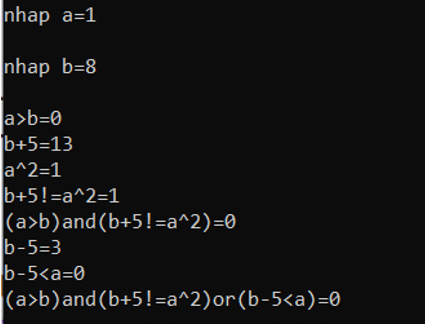 nhap a=1
nhap b=8
a>b=0
b+5=13
a^2=1
b+5!=a^2=1
(a>b)and(b+5!=a^2)=0
b-5=3
b-5<a=0
(a>b)and(b+5!=a^2)or(b-5<a)=0